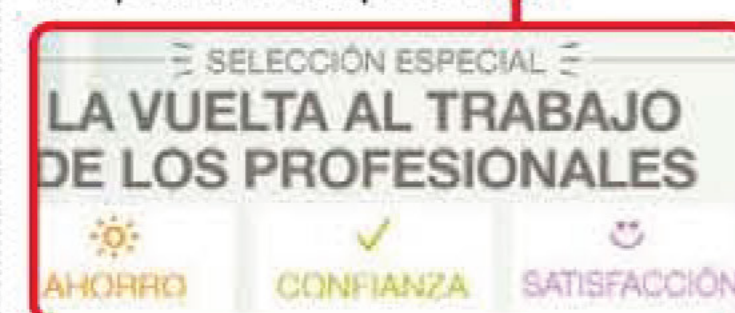 SELECCIÓN ESPECIAL
LA VUELTA AL TRABAJO
DE LOS PROFESIONALES
AHORRO CONFIANZA SATISFACCIÓN